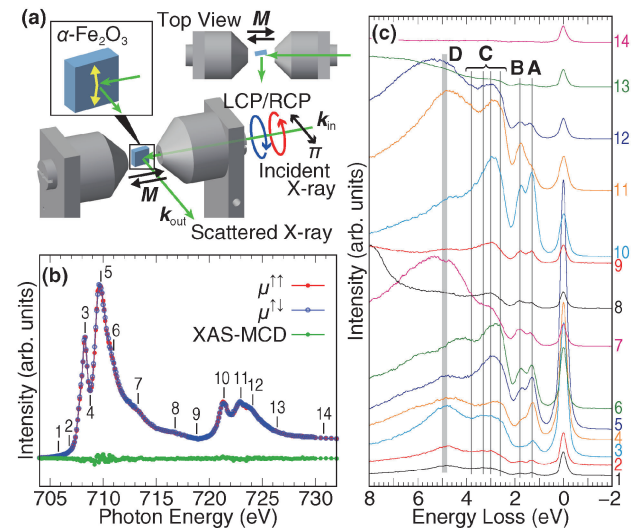 (a)
α-Fe₂O₃
Top View
M
LCP/RCP
k_in
π
Incident
X-ray
M
k_out
Scattered X-ray
(b)
μ↑↑
μ↑↓
XAS-MCD
1
2
3
4
5
6
7
8
9
10
11
12
13
14
Intensity (arb. units)
705 710 715 720 725 730
Photon Energy (eV)
(c)
D C B A
14
13
12
11
10
9
8
7
6
5
4
3
2
1
Intensity (arb. units)
8 6 4 2 0 −2
Energy Loss (eV)